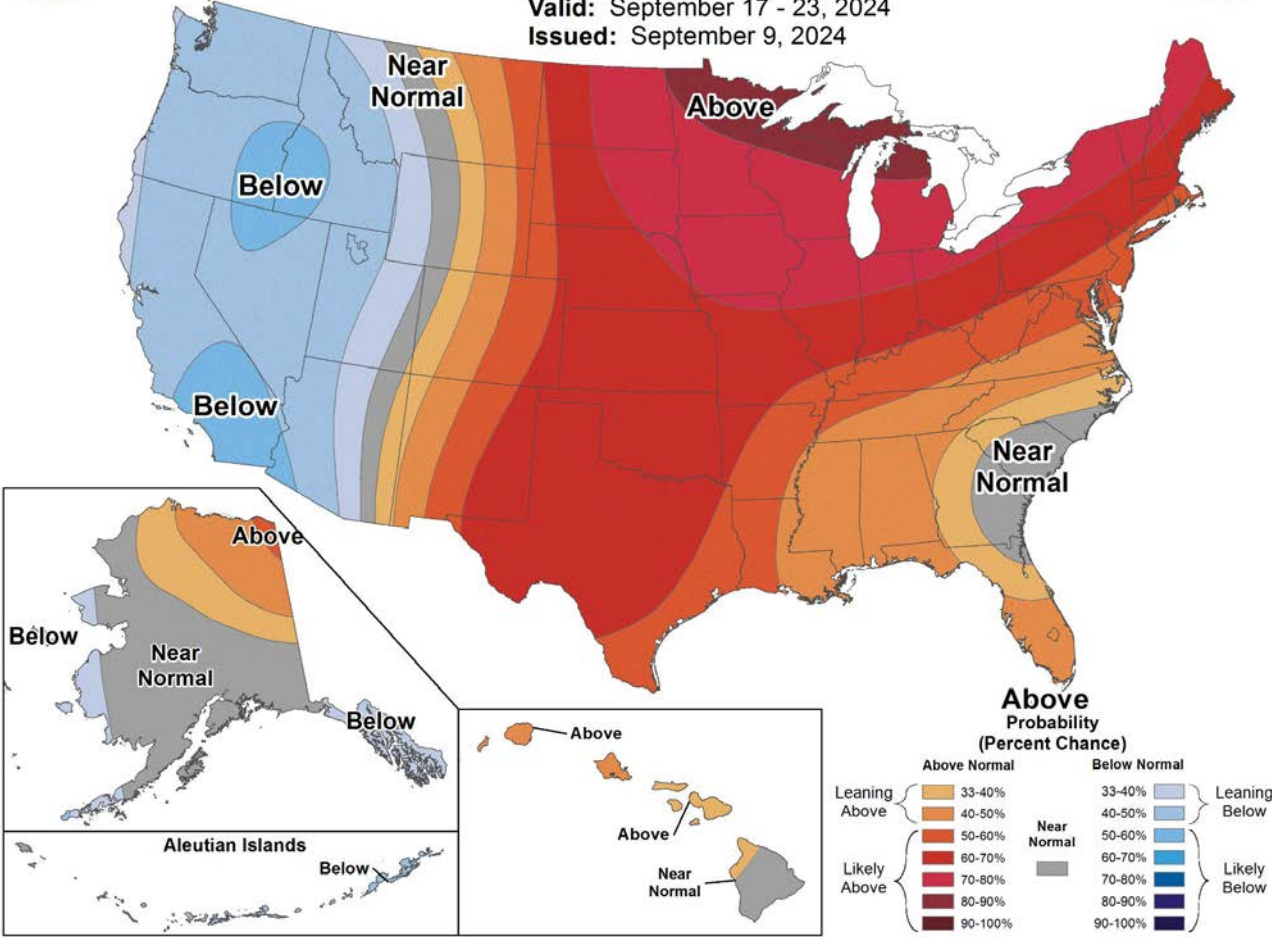 Valid: September 17 - 23, 2024
Issued: September 9, 2024
Near
Normal
Above
Below
Below
Near
Normal
Above
Above
Below
Near
Normal
Below
Aleutian Islands
Below
Above
Above
Near
Normal
Probability
(Percent Chance)
Above Normal
Below Normal
Leaning
Above
33-40%
40-50%
Likely
Above
50-60%
60-70%
70-80%
80-90%
90-100%
Near
Normal
33-40%
40-50%
Leaning
Below
50-60%
60-70%
70-80%
80-90%
90-100%
Likely
Below